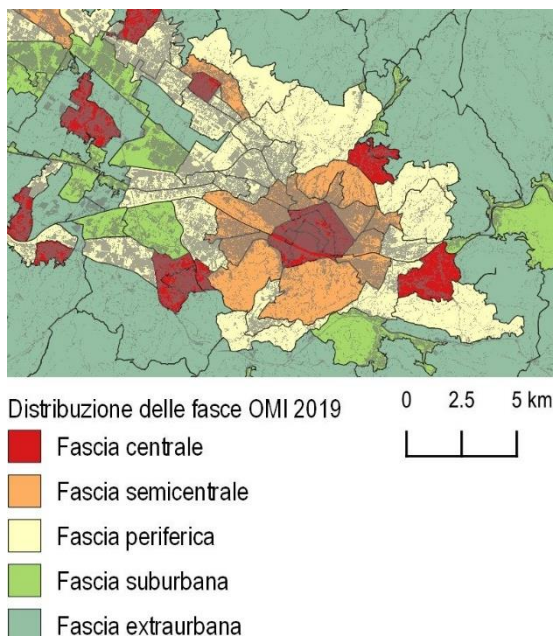 Distribuzione delle fasce OMI 2019
0 2.5 5 km
Fascia centrale
Fascia semicentrale
Fascia periferica
Fascia suburbana
Fascia extraurbana